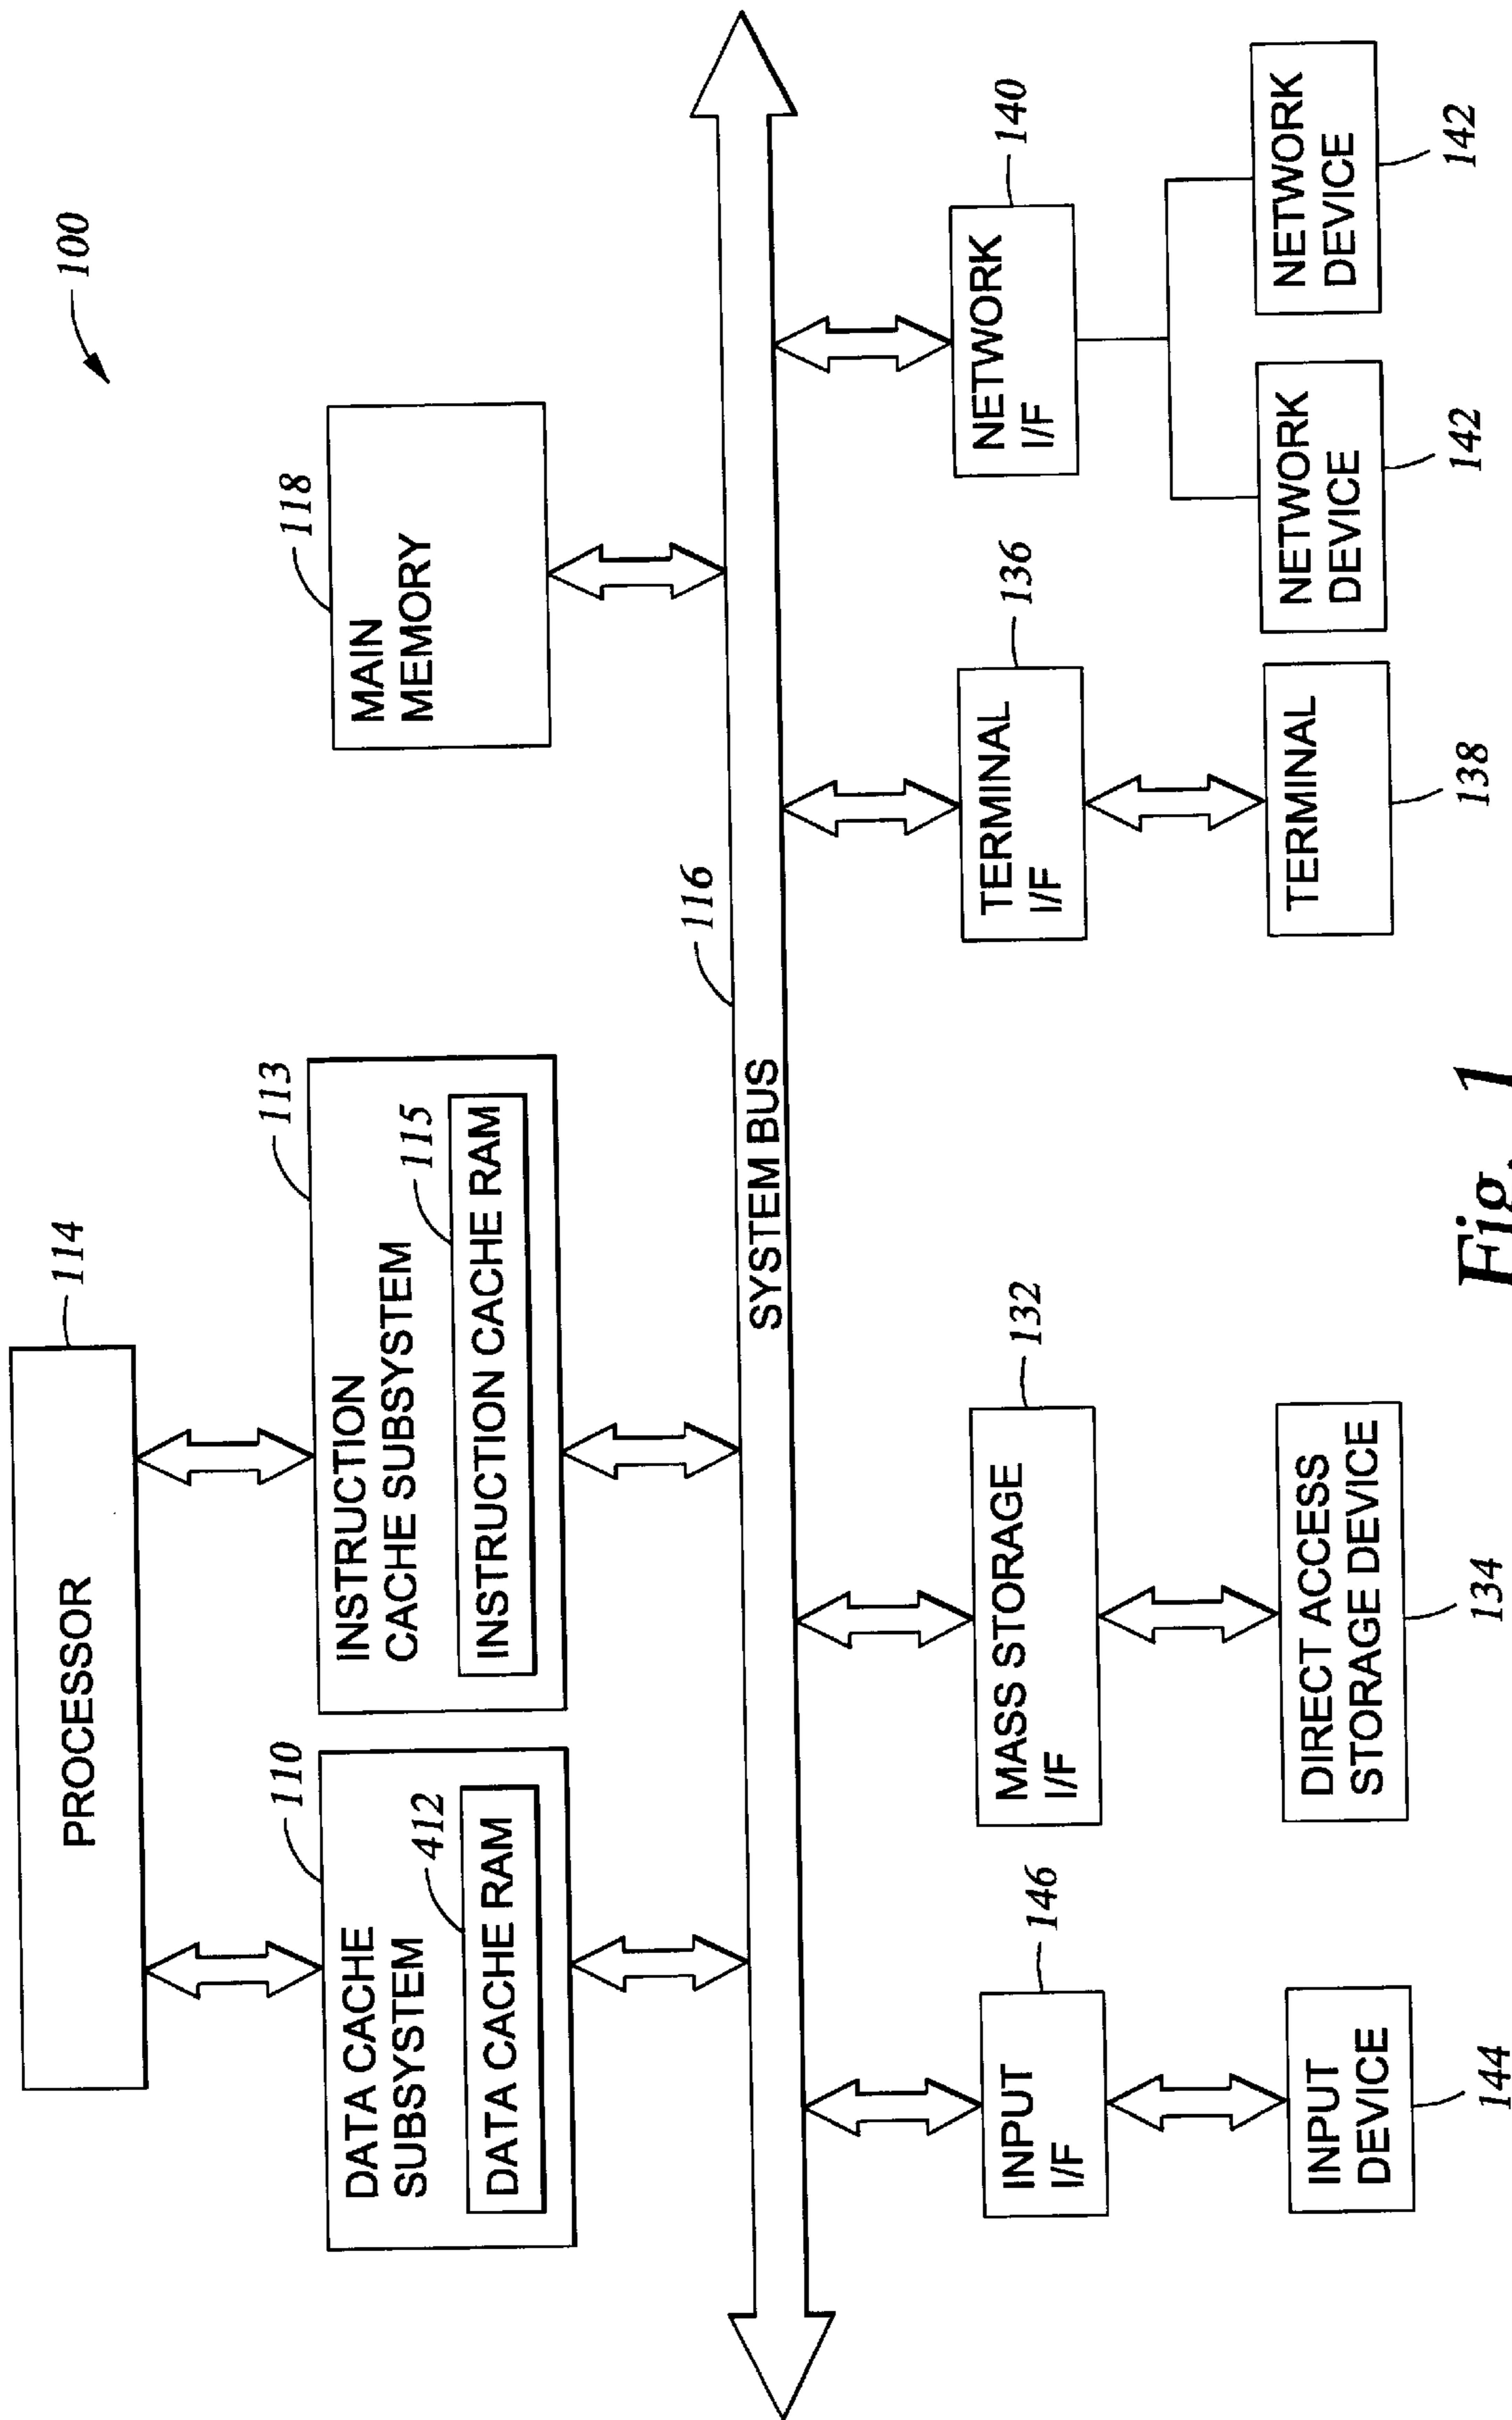 100
PROCESSOR
114
DATA CACHE
SUBSYSTEM
110
DATA CACHE RAM
412
INSTRUCTION
CACHE SUBSYSTEM
113
INSTRUCTION CACHE RAM
115
MAIN
MEMORY
118
SYSTEM BUS
116
INPUT
I/F
146
MASS STORAGE
I/F
132
TERMINAL
I/F
136
NETWORK
I/F
140
INPUT
DEVICE
144
DIRECT ACCESS
STORAGE DEVICE
134
TERMINAL
138
NETWORK
DEVICE
142
NETWORK
DEVICE
142
Fig. 1